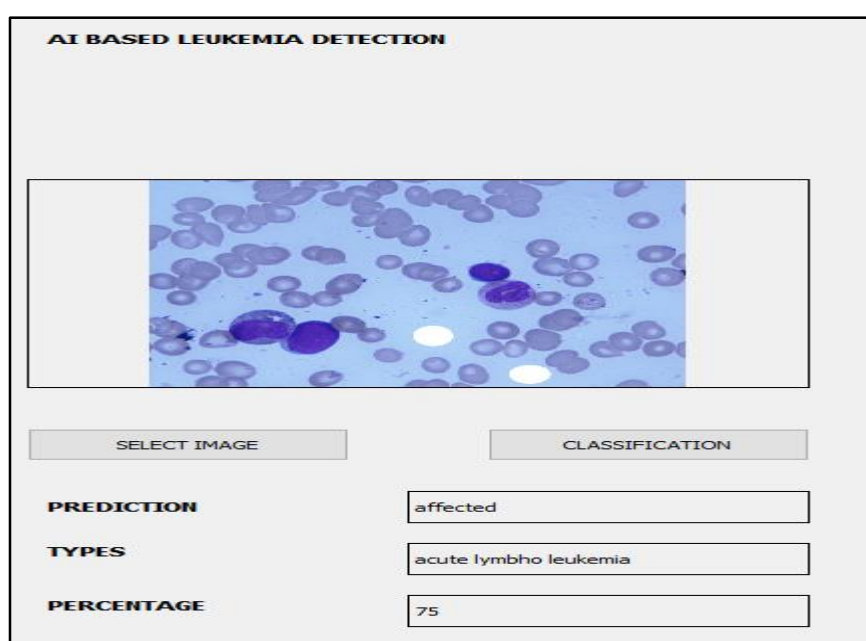 AI BASED LEUKEMIA DETECTION
SELECT IMAGE
CLASSIFICATION
PREDICTION
affected
TYPES
acute lymbho leukemia
PERCENTAGE
75